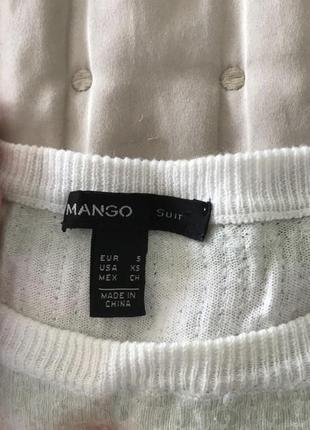 MANGO Suit
EUR S
USA XS
MEX CH
MADE IN
CHINA